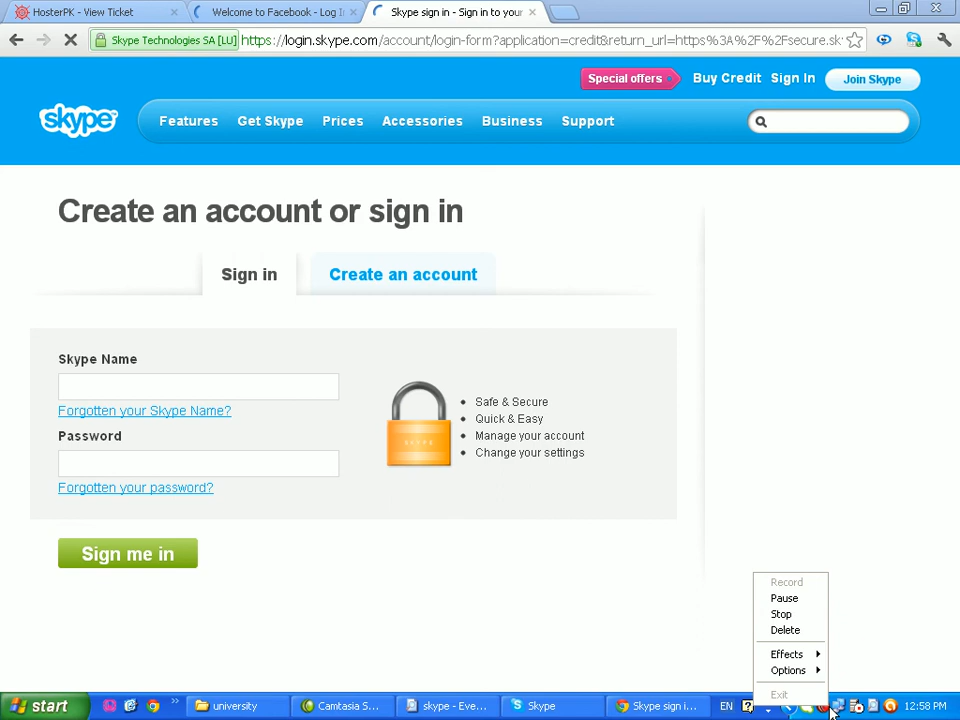 HosterPK - View Ticket
Welcome to Facebook - Log I
Skype sign in - Sign in to your
Skype Technologies SA [LU]
https://login.skype.com/account/login-form?application=credit&return_url=https%3A%2F%2Fsecure.sk
Special offers
Buy Credit
Sign In
Join Skype
skype
Features
Get Skype
Prices
Accessories
Business
Support
Create an account or sign in
Sign in
Create an account
Skype Name
Forgotten your Skype Name?
Password
Forgotten your password?
SKYPE
Safe & Secure
Quick & Easy
Manage your account
Change your settings
Sign me in
Record
Pause
Stop
Delete
Effects
Options
Exit
start
university
Camtasia S...
skype - Eve...
Skype
Skype sign i...
EN
12:58 PM